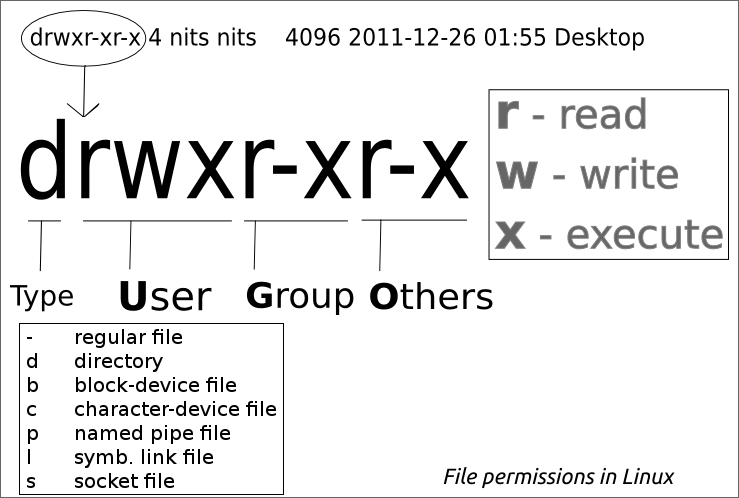 drwxr-xr-x 4 nits nits 4096 2011-12-26 01:55 Desktop
drwxr-xr-x
r - read
w - write
x - execute
Type User Group Others
- regular file
d directory
b block-device file
c character-device file
p named pipe file
l symb. link file
s socket file
File permissions in Linux